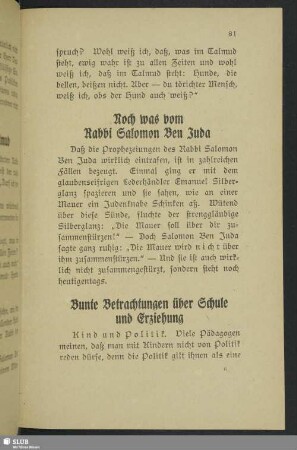 81
spruch? Wohl weiß ich, daß, was im Talmud
steht, ewig wahr ist zu allen Zeiten und wohl
weiß ich, daß im Talmud steht: Hunde, die
bellen, beißen nicht. Aber — du törichter Mensch,
weiß ich, obs der Hund auch weiß?"
Noch was vom
Rabbi Salomon Ben Juda
Daß die Prophezeiungen des Rabbi Salomon
Ben Juda wirklich eintrafen, ist in zahlreichen
Fällen bezeugt. Einmal ging er mit dem
glaubenseifrigen Lederhändler Emanuel Silber-
glanz spazieren und sie sahen, wie an einer
Mauer ein Judenknabe Schinken aß. Wütend
über diese Sünde, fluchte der strenggläubige
Silberglanz: „Die Mauer soll über dir zu-
sammenstürzen!" — Doch Salomon Ben Juda
sagte ganz ruhig: „Die Mauer wird nicht über
ihm zusammenstürzen." — Und sie ist auch wirk-
lich nicht zusammengestürzt, sondern steht noch
heutigentags.
Bunte Betrachtungen über Schule
und Erziehung
Kind und Politik. Viele Pädagogen
meinen, daß man mit Kindern nicht von Politik
reden dürfe, denn die Politik gilt ihnen als eine
6
SLUB